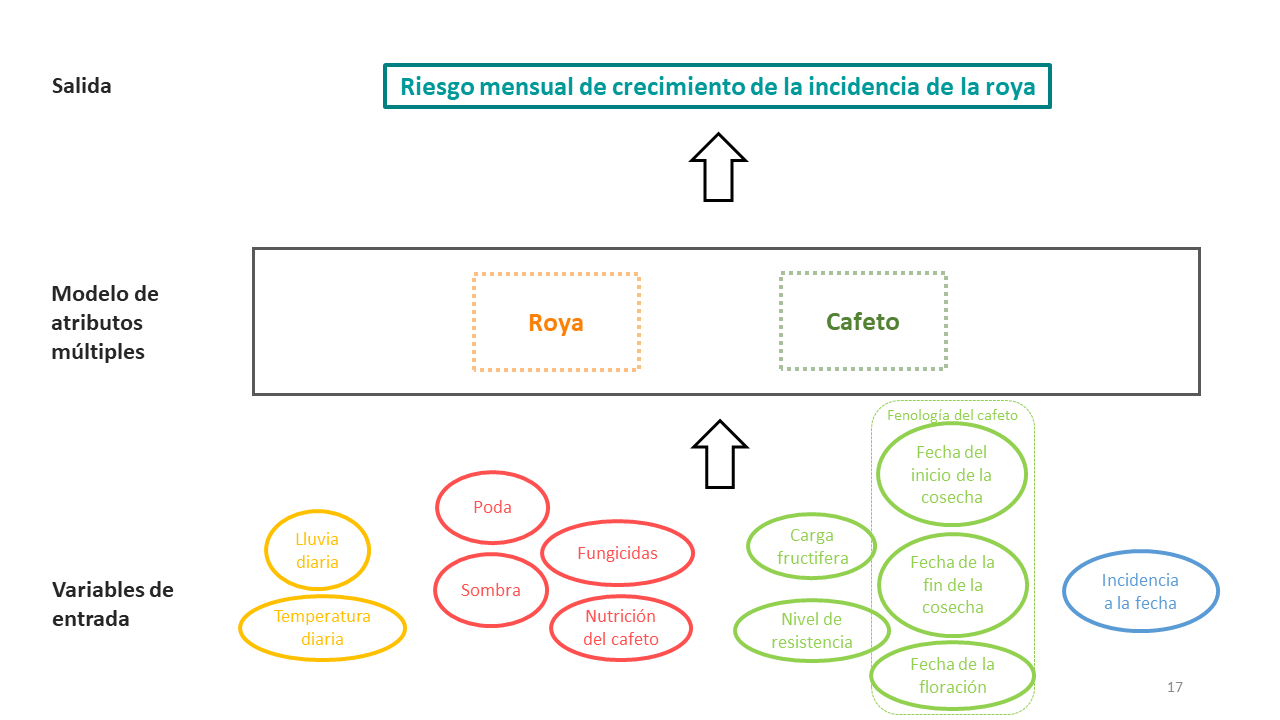 Salida
Riesgo mensual de crecimiento de la incidencia de la roya
Modelo de
atributos
múltiples
Roya
Cafeto
Variables de
entrada
Lluvia
diaria
Temperatura
diaria
Poda
Sombra
Fungicidas
Nutrición
del cafeto
Carga
fructifera
Nivel de
resistencia
Fenología del cafeto
Fecha del
inicio de la
cosecha
Fecha de la
fin de la
cosecha
Fecha de la
floración
Incidencia
a la fecha
17